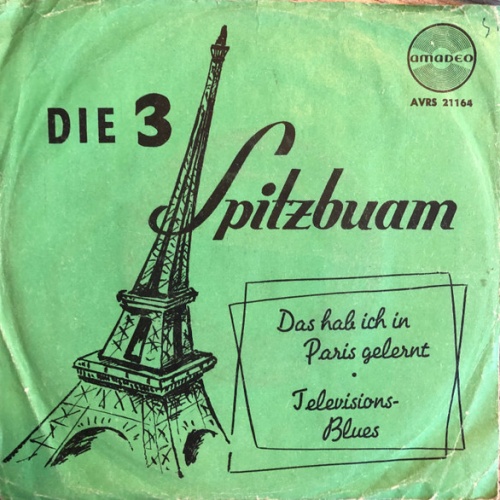 amadeo
AVRS 21164
DIE 3
Spitzbuam
Das hab ich in
Paris gelernt
•
Televisions-
Blues